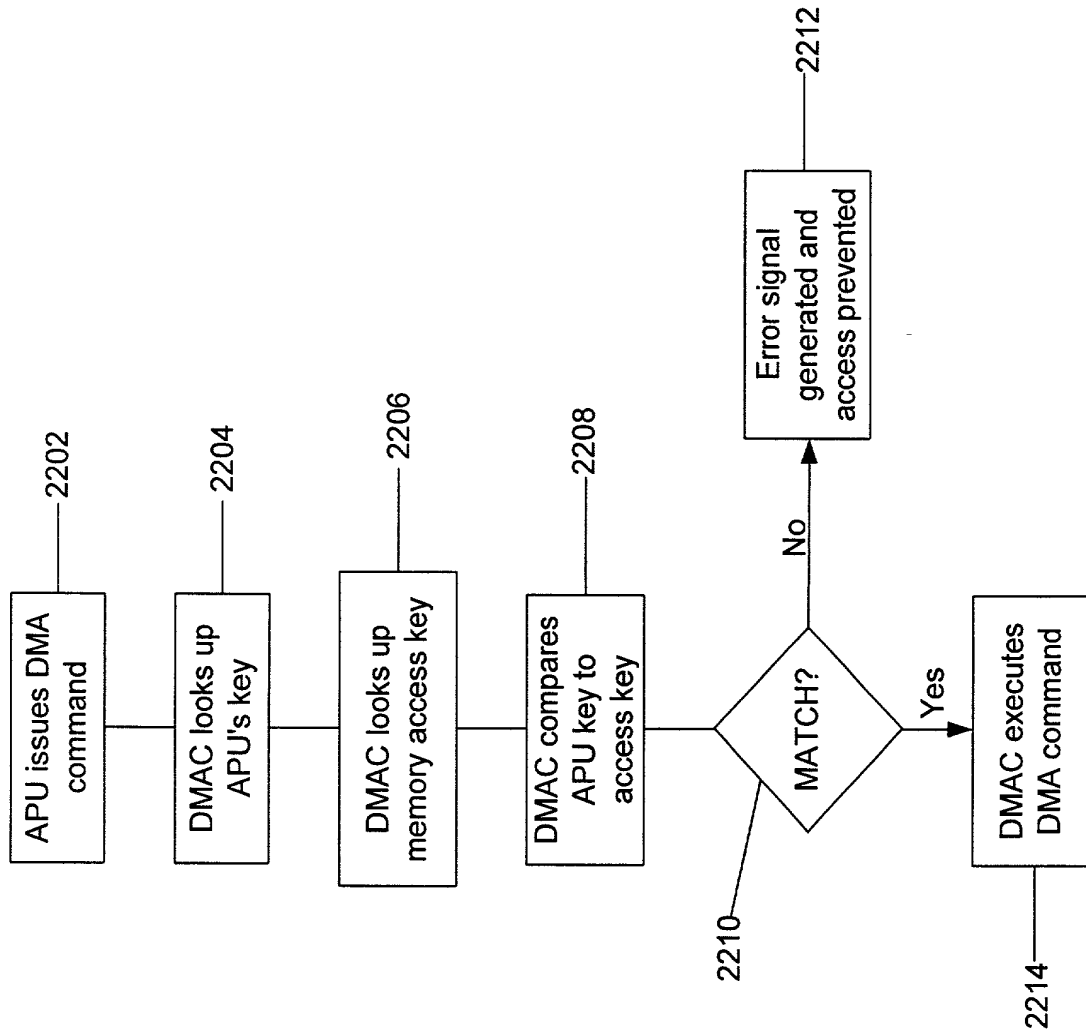 APU issues DMA
command
2202
DMAC looks up
APU's key
2204
DMAC looks up
memory access key
2206
DMAC compares
APU key to
access key
2208
MATCH?
2210
No
Error signal
generated and
access prevented
2212
Yes
DMAC executes
DMA command
2214